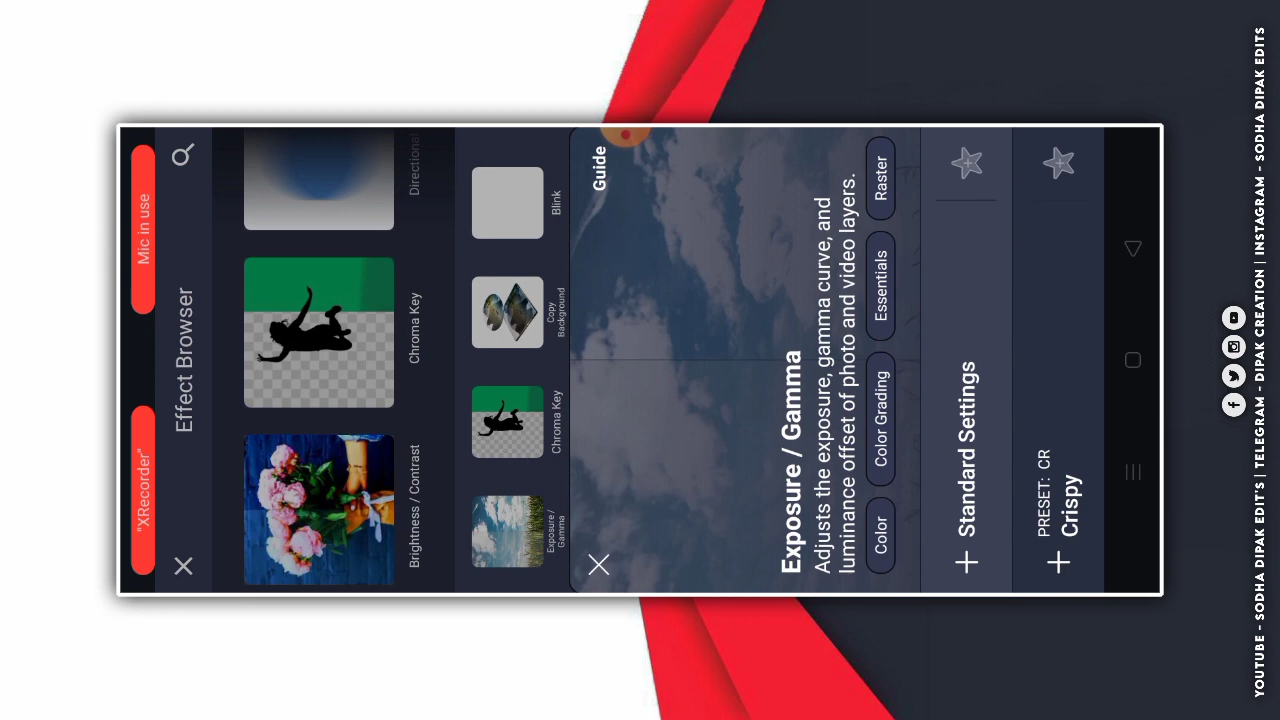 "XRecorder"
Mic in use
Effect Browser
Brightness / Contrast
Chroma Key
Directional
Exposure /
Gamma
Chroma Key
Copy
Background
Blink
Guide
Exposure / Gamma
Adjusts the exposure, gamma curve, and
luminance offset of photo and video layers.
Color
Color Grading
Essentials
Raster
Standard Settings
PRESET: CR
Crispy
YOUTUBE - SODHA DIPAK EDIT'S | TELEGRAM - DIPAK CREATION | INSTAGRAM - SODHA DIPAK EDITS